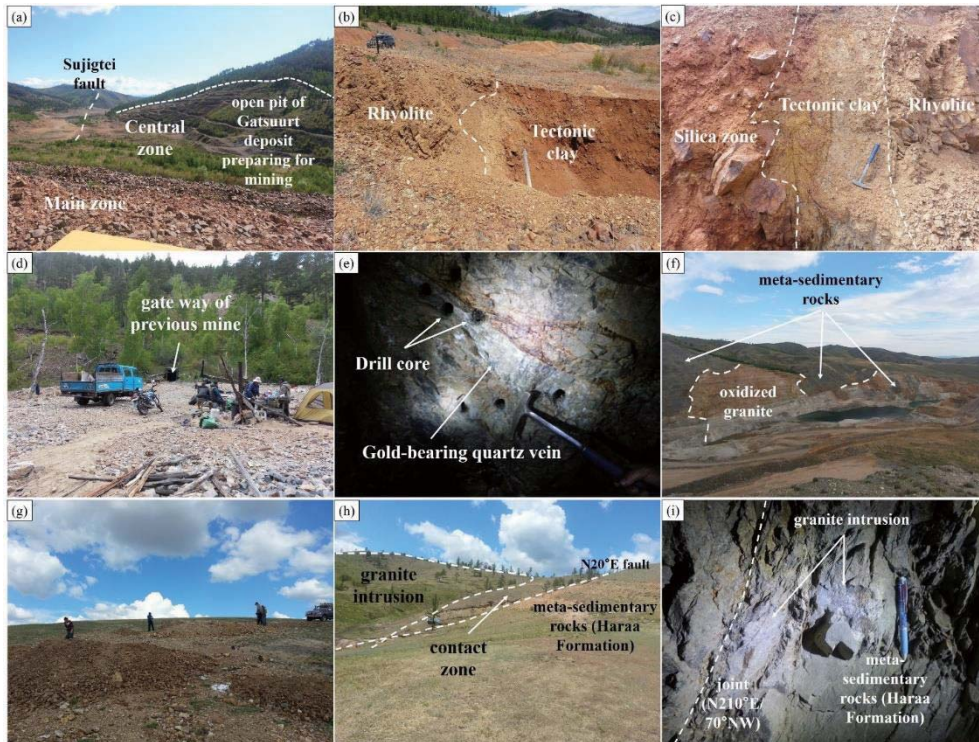 (a)
Sujigtei
fault
Central
zone
open pit of
Gatsuurt
deposit
preparing for
mining
Main zone
(b)
Rhyolite
Tectonic
clay
(c)
Silica zone
Tectonic clay
Rhyolite
(d)
gate way of
previous mine
(e)
Drill core
Gold-bearing quartz vein
(f)
meta-sedimentary
rocks
oxidized
granite
(g)
(h)
granite
intrusion
N20°E fault
meta-sedimentary
rocks (Haraa
Formation)
contact
zone
(i)
granite intrusion
joint
(N210°E/
70°NW)
meta-
sedimentary
rocks (Haraa
Formation)